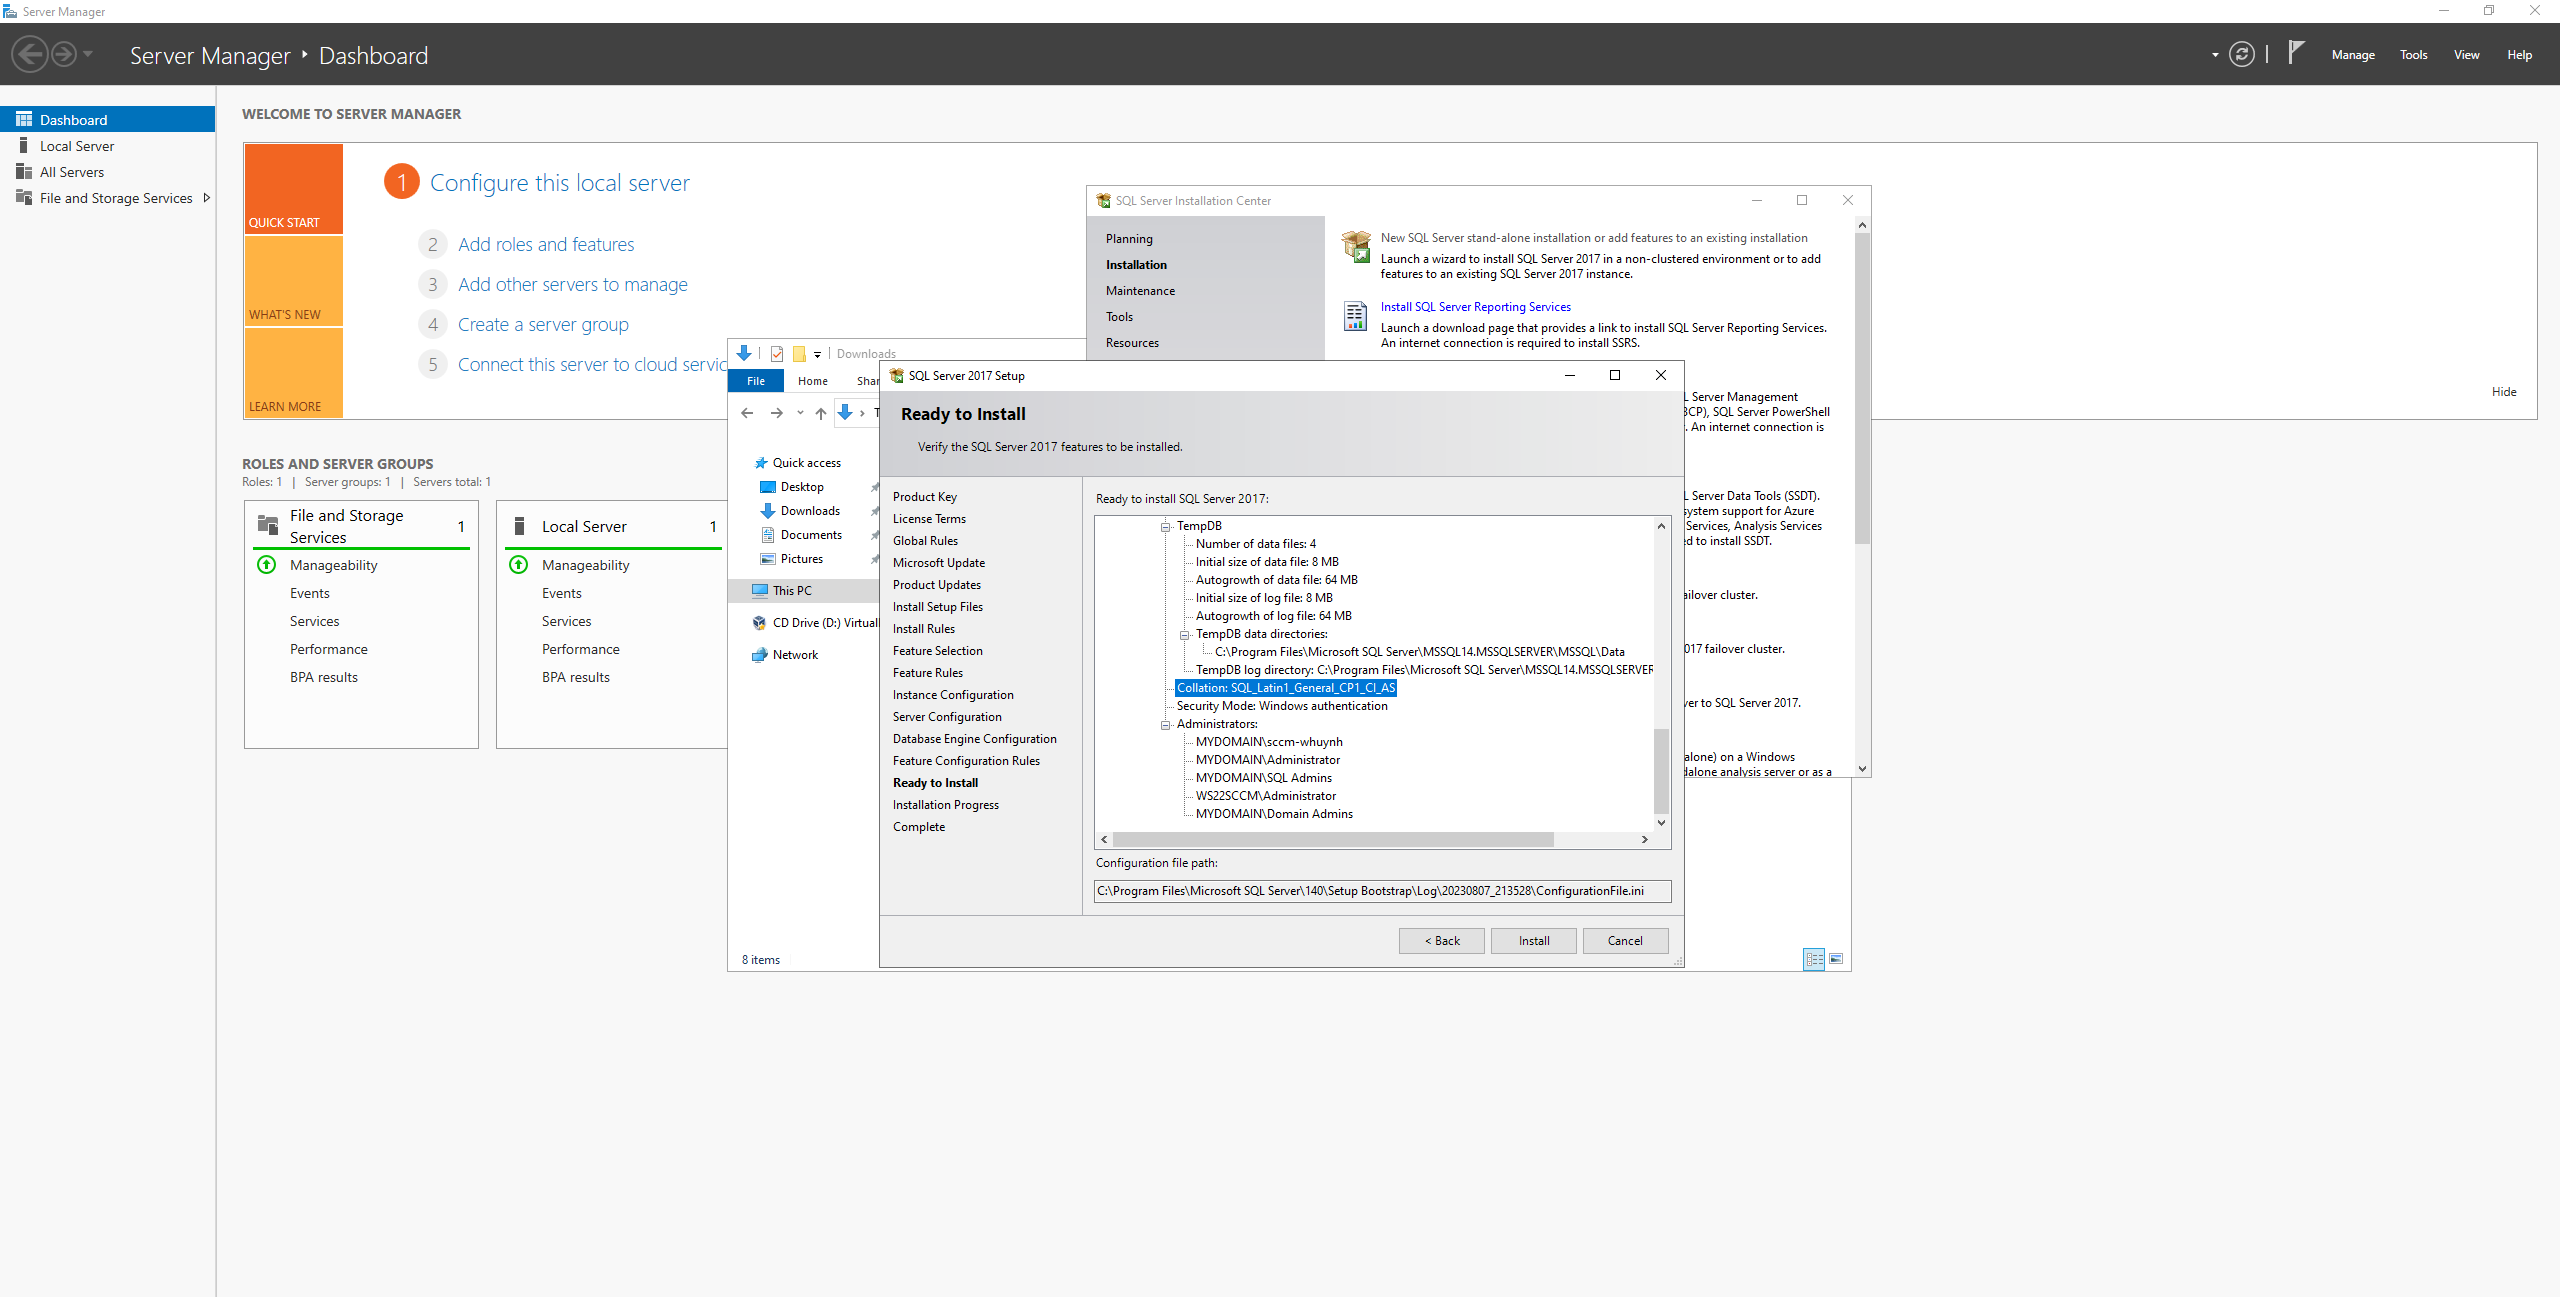 Server Manager
Server Manager ‣ Dashboard
Manage
Tools
View
Help
Dashboard
Local Server
All Servers
File and Storage Services
WELCOME TO SERVER MANAGER
QUICK START
WHAT'S NEW
LEARN MORE
1 Configure this local server
2 Add roles and features
3 Add other servers to manage
4 Create a server group
5 Connect this server to cloud servic
Hide
ROLES AND SERVER GROUPS
Roles: 1 | Server groups: 1 | Servers total: 1
File and Storage
Services
1
Manageability
Events
Services
Performance
BPA results
Local Server 1
Manageability
Events
Services
Performance
BPA results
Downloads
File
Home
Shar
Quick access
Desktop
Downloads
Documents
Pictures
This PC
CD Drive (D:) Virtual
Network
8 items
SQL Server Installation Center
Planning
Installation
Maintenance
Tools
Resources
New SQL Server stand-alone installation or add features to an existing installation
Launch a wizard to install SQL Server 2017 in a non-clustered environment or to add
features to an existing SQL Server 2017 instance.
Install SQL Server Reporting Services
Launch a download page that provides a link to install SQL Server Reporting Services.
An internet connection is required to install SSRS.
L Server Management
BCP), SQL Server PowerShell
. An internet connection is
L Server Data Tools (SSDT).
system support for Azure
Services, Analysis Services
d to install SSDT.
ailover cluster.
017 failover cluster.
ver to SQL Server 2017.
alone) on a Windows
dalone analysis server or as a
SQL Server 2017 Setup
Ready to Install
Verify the SQL Server 2017 features to be installed.
Product Key
License Terms
Global Rules
Microsoft Update
Product Updates
Install Setup Files
Install Rules
Feature Selection
Feature Rules
Instance Configuration
Server Configuration
Database Engine Configuration
Feature Configuration Rules
Ready to Install
Installation Progress
Complete
Ready to install SQL Server 2017:
TempDB
Number of data files: 4
Initial size of data file: 8 MB
Autogrowth of data file: 64 MB
Initial size of log file: 8 MB
Autogrowth of log file: 64 MB
TempDB data directories:
C:\Program Files\Microsoft SQL Server\MSSQL14.MSSQLSERVER\MSSQL\Data
TempDB log directory: C:\Program Files\Microsoft SQL Server\MSSQL14.MSSQLSERVER
Collation: SQL_Latin1_General_CP1_CI_AS
Security Mode: Windows authentication
Administrators:
MYDOMAIN\sccm-whuynh
MYDOMAIN\Administrator
MYDOMAIN\SQL Admins
WS22SCCM\Administrator
MYDOMAIN\Domain Admins
Configuration file path:
C:\Program Files\Microsoft SQL Server\140\Setup Bootstrap\Log\20230807_213528\ConfigurationFile.ini
< Back
Install
Cancel